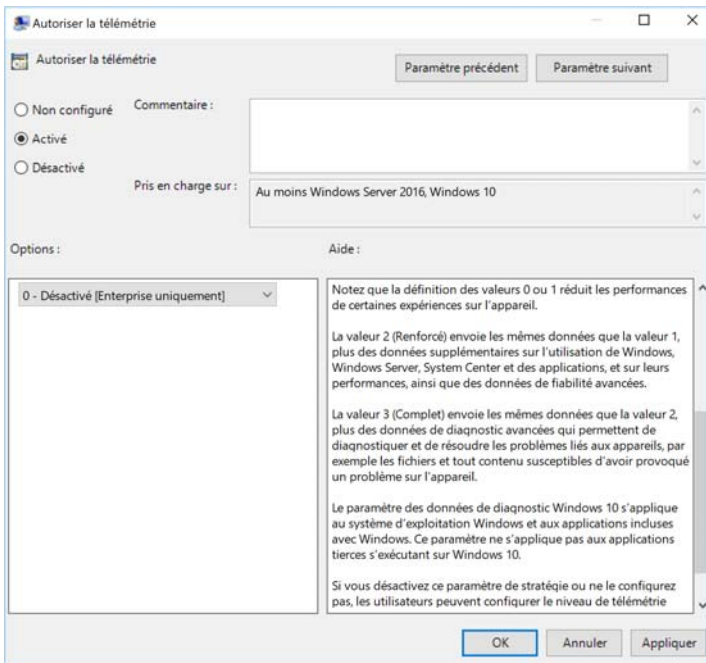 Autoriser la télémétrie
Autoriser la télémétrie
Paramètre précédent
Paramètre suivant
Non configuré
Activé
Désactivé
Commentaire :
Pris en charge sur :
Au moins Windows Server 2016, Windows 10
Options :
Aide :
0 - Désactivé [Enterprise uniquement]
Notez que la définition des valeurs 0 ou 1 réduit les performances
de certaines expériences sur l'appareil.
La valeur 2 (Renforcé) envoie les mêmes données que la valeur 1,
plus des données supplémentaires sur l'utilisation de Windows,
Windows Server, System Center et des applications, et sur leurs
performances, ainsi que des données de fiabilité avancées.
La valeur 3 (Complet) envoie les mêmes données que la valeur 2,
plus des données de diagnostic avancées qui permettent de
diagnostiquer et de résoudre les problèmes liés aux appareils, par
exemple les fichiers et tout contenu susceptibles d'avoir provoqué
un problème sur l'appareil.
Le paramètre des données de diagnostic Windows 10 s'applique
au système d'exploitation Windows et aux applications incluses
avec Windows. Ce paramètre ne s'applique pas aux applications
tierces s'exécutant sur Windows 10.
Si vous désactivez ce paramètre de stratégie ou ne le configurez
pas, les utilisateurs peuvent configurer le niveau de télémétrie
OK
Annuler
Appliquer